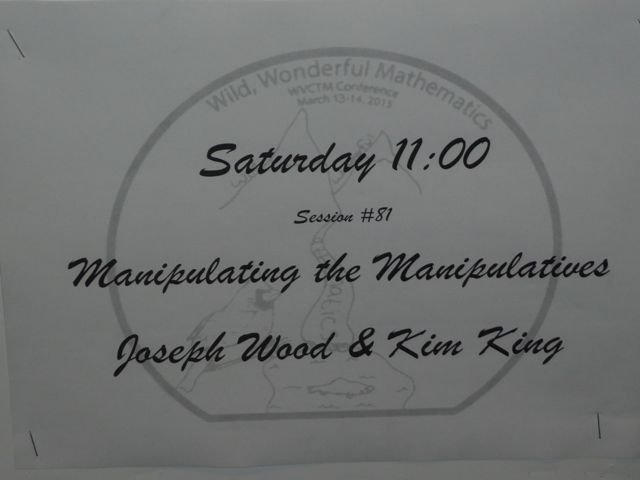 Wild, Wonderful Mathematics
WVCTM Conference
March 13-14, 2015
Saturday 11:00
Session #81
Manipulating the Manipulatives
Joseph Wood & Kim King